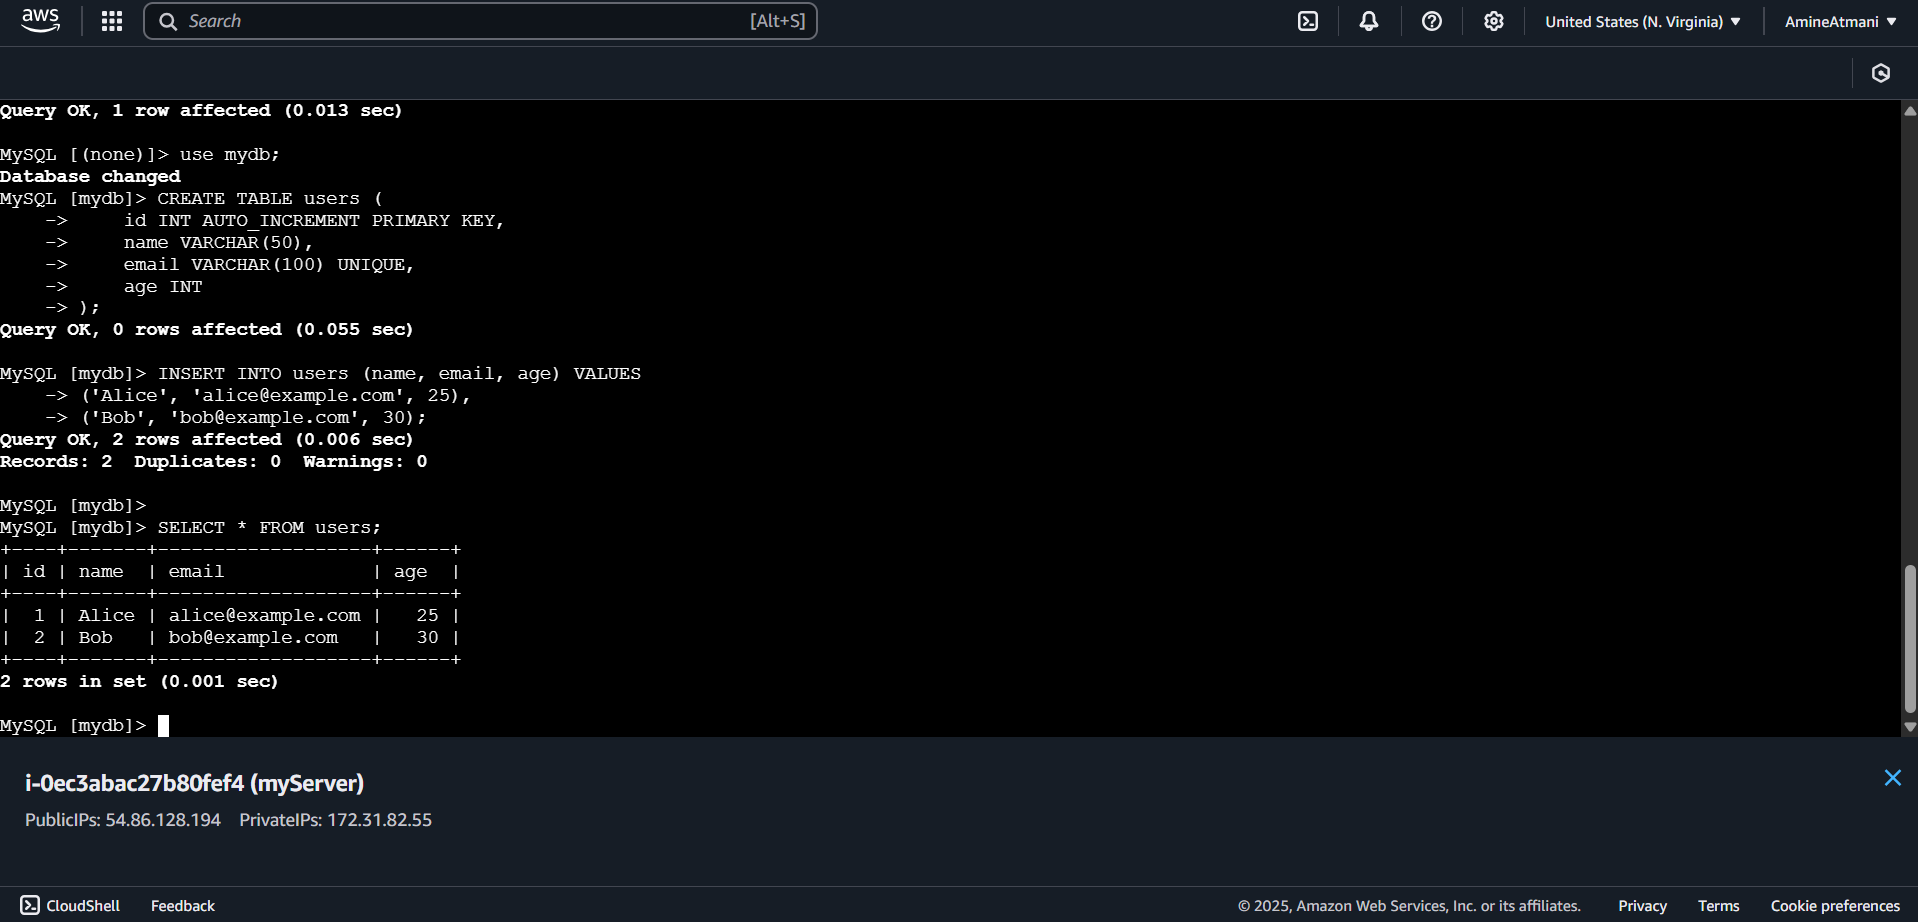 aws
Search [Alt+S]
United States (N. Virginia)
AmineAtmani
Query OK, 1 row affected (0.013 sec)
MySQL [(none)]> use mydb;
Database changed
MySQL [mydb]> CREATE TABLE users (
    ->     id INT AUTO_INCREMENT PRIMARY KEY,
    ->     name VARCHAR(50),
    ->     email VARCHAR(100) UNIQUE,
    ->     age INT
    -> );
Query OK, 0 rows affected (0.055 sec)
MySQL [mydb]> INSERT INTO users (name, email, age) VALUES
    -> ('Alice', 'alice@example.com', 25),
    -> ('Bob', 'bob@example.com', 30);
Query OK, 2 rows affected (0.006 sec)
Records: 2  Duplicates: 0  Warnings: 0
MySQL [mydb]>
MySQL [mydb]> SELECT * FROM users;
+----+-------+-------------------+------+
| id | name  | email             | age  |
+----+-------+-------------------+------+
|  1 | Alice | alice@example.com |   25 |
|  2 | Bob   | bob@example.com   |   30 |
+----+-------+-------------------+------+
2 rows in set (0.001 sec)
MySQL [mydb]>
i-0ec3abac27b80fef4 (myServer)
PublicIPs: 54.86.128.194 PrivateIPs: 172.31.82.55
CloudShell Feedback © 2025, Amazon Web Services, Inc. or its affiliates. Privacy Terms Cookie preferences